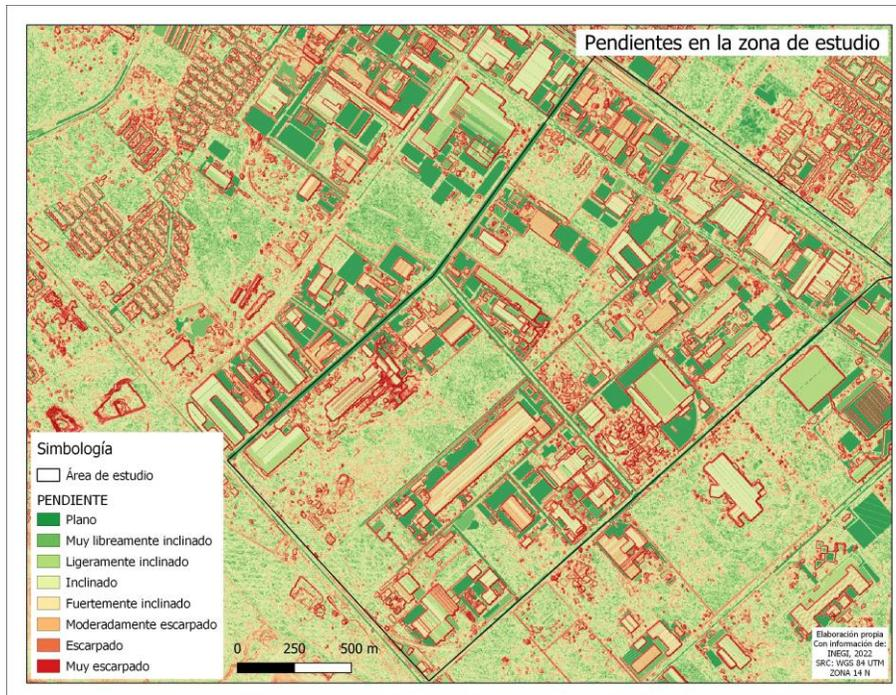 Pendientes en la zona de estudio
Simbología
Área de estudio
PENDIENTE
Plano
Muy libreamente inclinado
Ligeramente inclinado
Inclinado
Fuertemente inclinado
Moderadamente escarpado
Escarpado
Muy escarpado
0 250 500 m
Elaboración propia
Con información de:
INEGI, 2022
SRC: WGS 84 UTM
ZONA 14 N